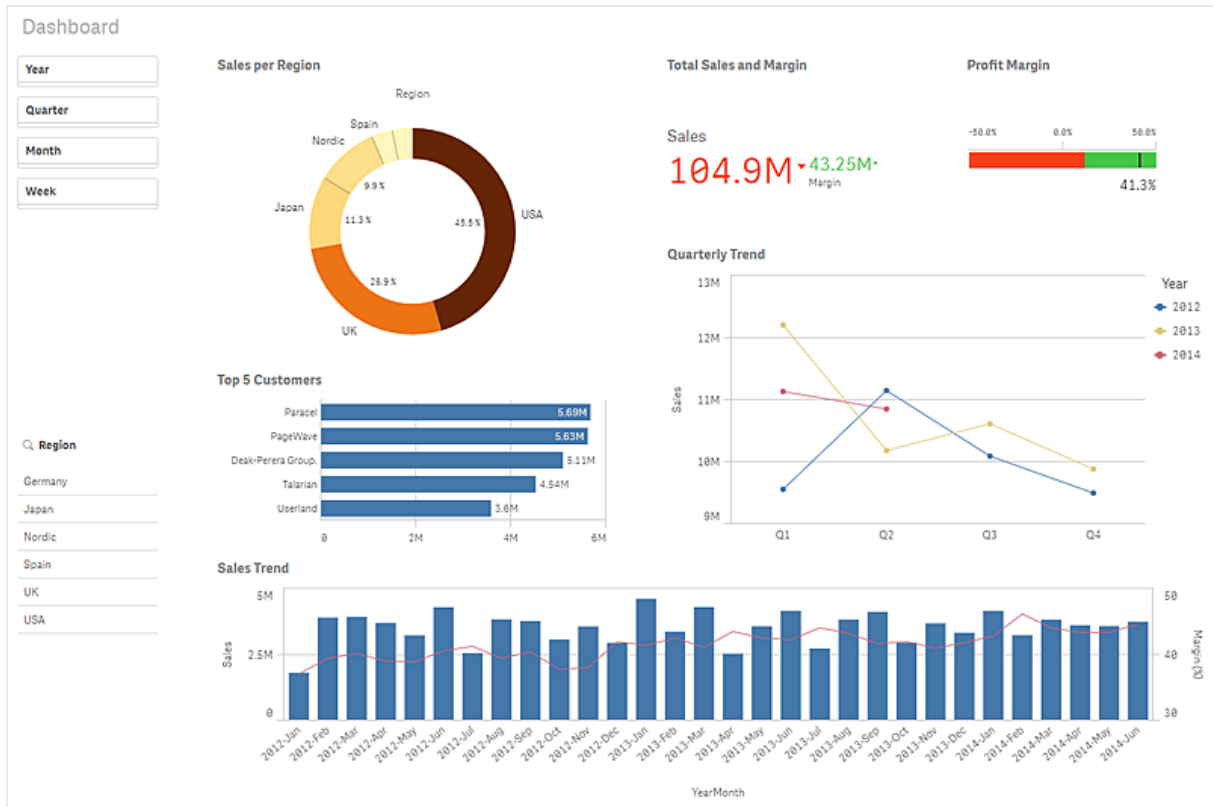 Dashboard
Year
Quarter
Month
Week
Region
Germany
Japan
Nordic
Spain
UK
USA
Sales per Region
Region
Spain
Nordic
Japan
UK
USA
9.9%
11.3%
26.9%
45.5%
Total Sales and Margin
Sales
104.9M
43.25M
Margin
Profit Margin
-50.0% 0.0% 50.0%
41.3%
Top 5 Customers
Paracel 5.69M
PageWave 5.63M
Deak-Perera Group. 5.11M
Talarian 4.54M
Userland 3.6M
0 2M 4M 6M
Quarterly Trend
13M
12M
11M
10M
9M
Sales
Q1 Q2 Q3 Q4
Year
2012
2013
2014
Sales Trend
5M
2.5M
0
Sales
50
40
30
Margin (%)
2012-Jan 2012-Feb 2012-Mar 2012-Apr 2012-May 2012-Jun 2012-Jul 2012-Aug 2012-Sep 2012-Oct 2012-Nov 2012-Dec 2013-Jan 2013-Feb 2013-Mar 2013-Apr 2013-May 2013-Jun 2013-Jul 2013-Aug 2013-Sep 2013-Oct 2013-Nov 2013-Dec 2014-Jan 2014-Feb 2014-Mar 2014-Apr 2014-May 2014-Jun
YearMonth